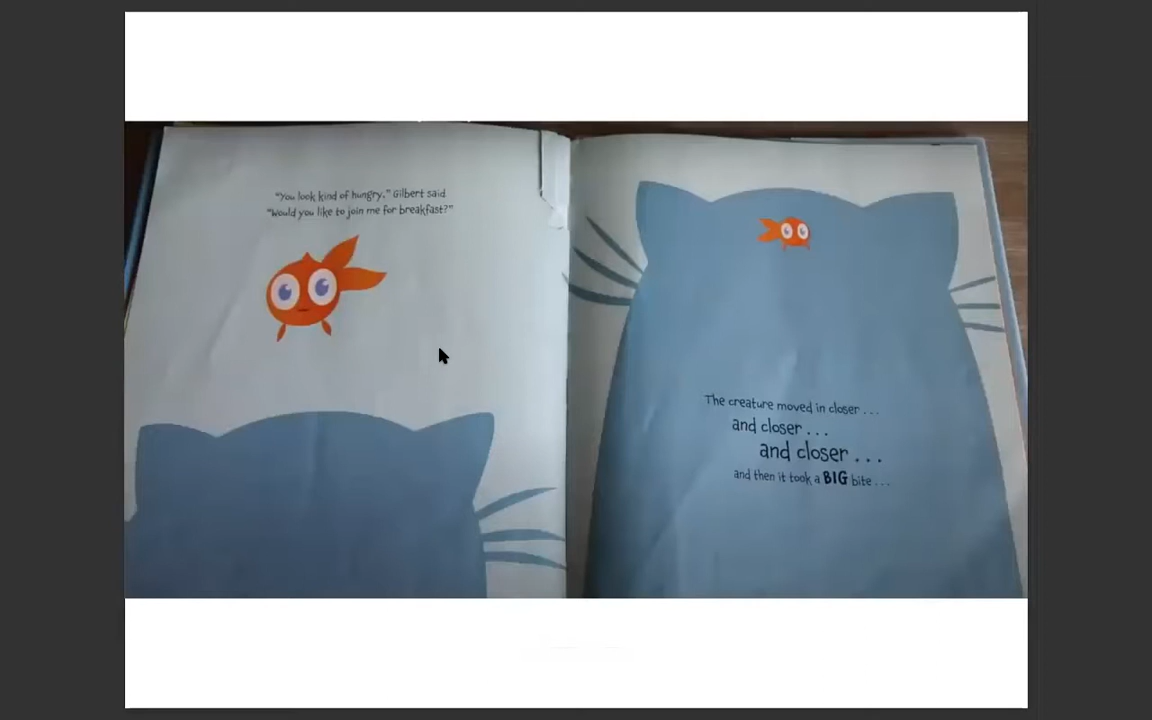 "You look kind of hungry," Gilbert said
"Would you like to join me for breakfast?"
The creature moved in closer . . .
and closer . . .
and closer . . .
and then it took a BIG bite . . .